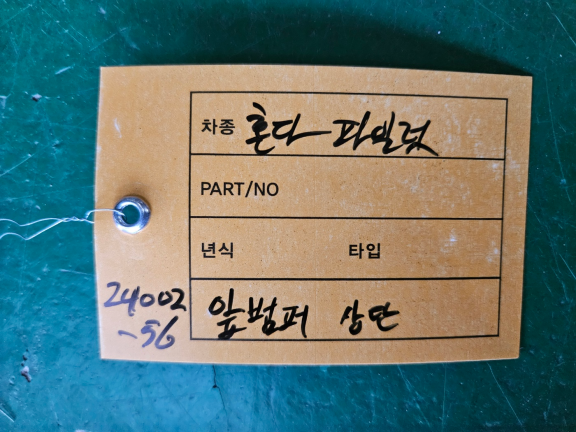 차종 혼다 파일럿
PART/NO
년식 타입
앞범퍼 상단
24002
-56